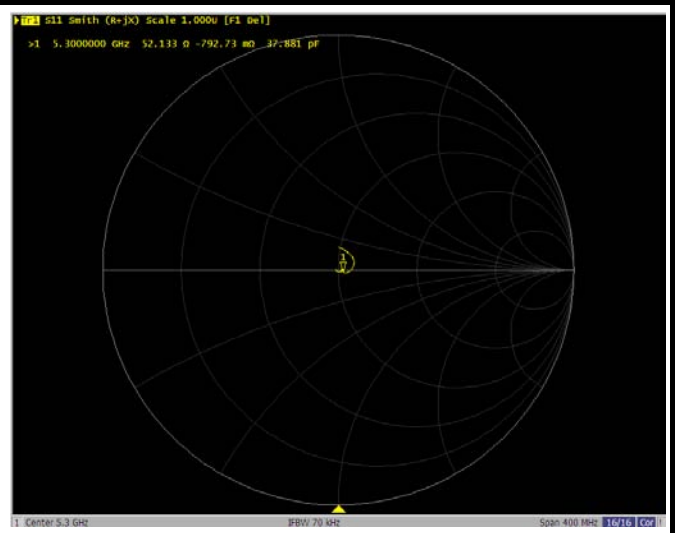 Tr1 S11 Smith (R+jX) Scale 1.000U [F1 Del]
>1 5.3000000 GHz 52.133 Ω -792.73 mΩ 37.881 pF
1
1 Center 5.3 GHz IFBW 70 kHz Span 400 MHz 16/16 Cor !